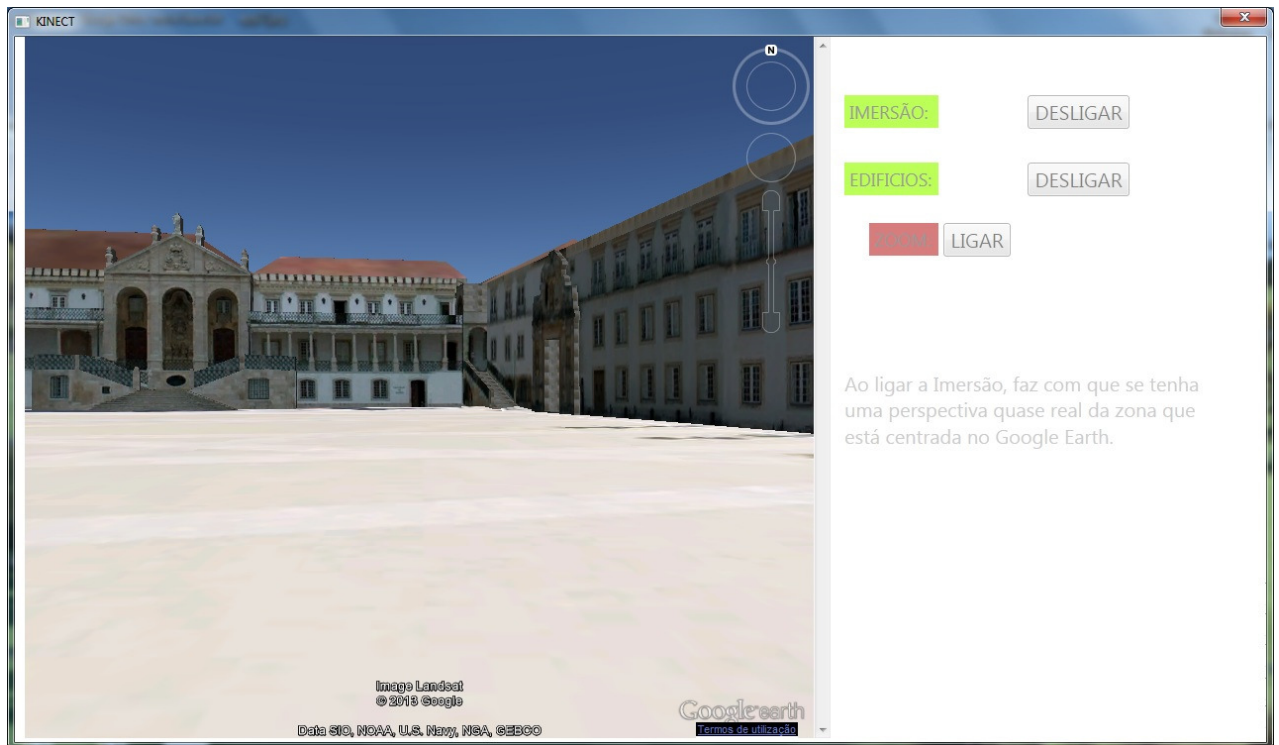 KINECT
N
IMERSÃO:
DESLIGAR
EDIFICIOS:
DESLIGAR
ZOOM:
LIGAR
Ao ligar a Imersão, faz com que se tenha
uma perspectiva quase real da zona que
está centrada no Google Earth.
Image Landsat
© 2013 Google
Data SIO, NOAA, U.S. Navy, NGA, GEBCO
Google earth
Termos de utilização